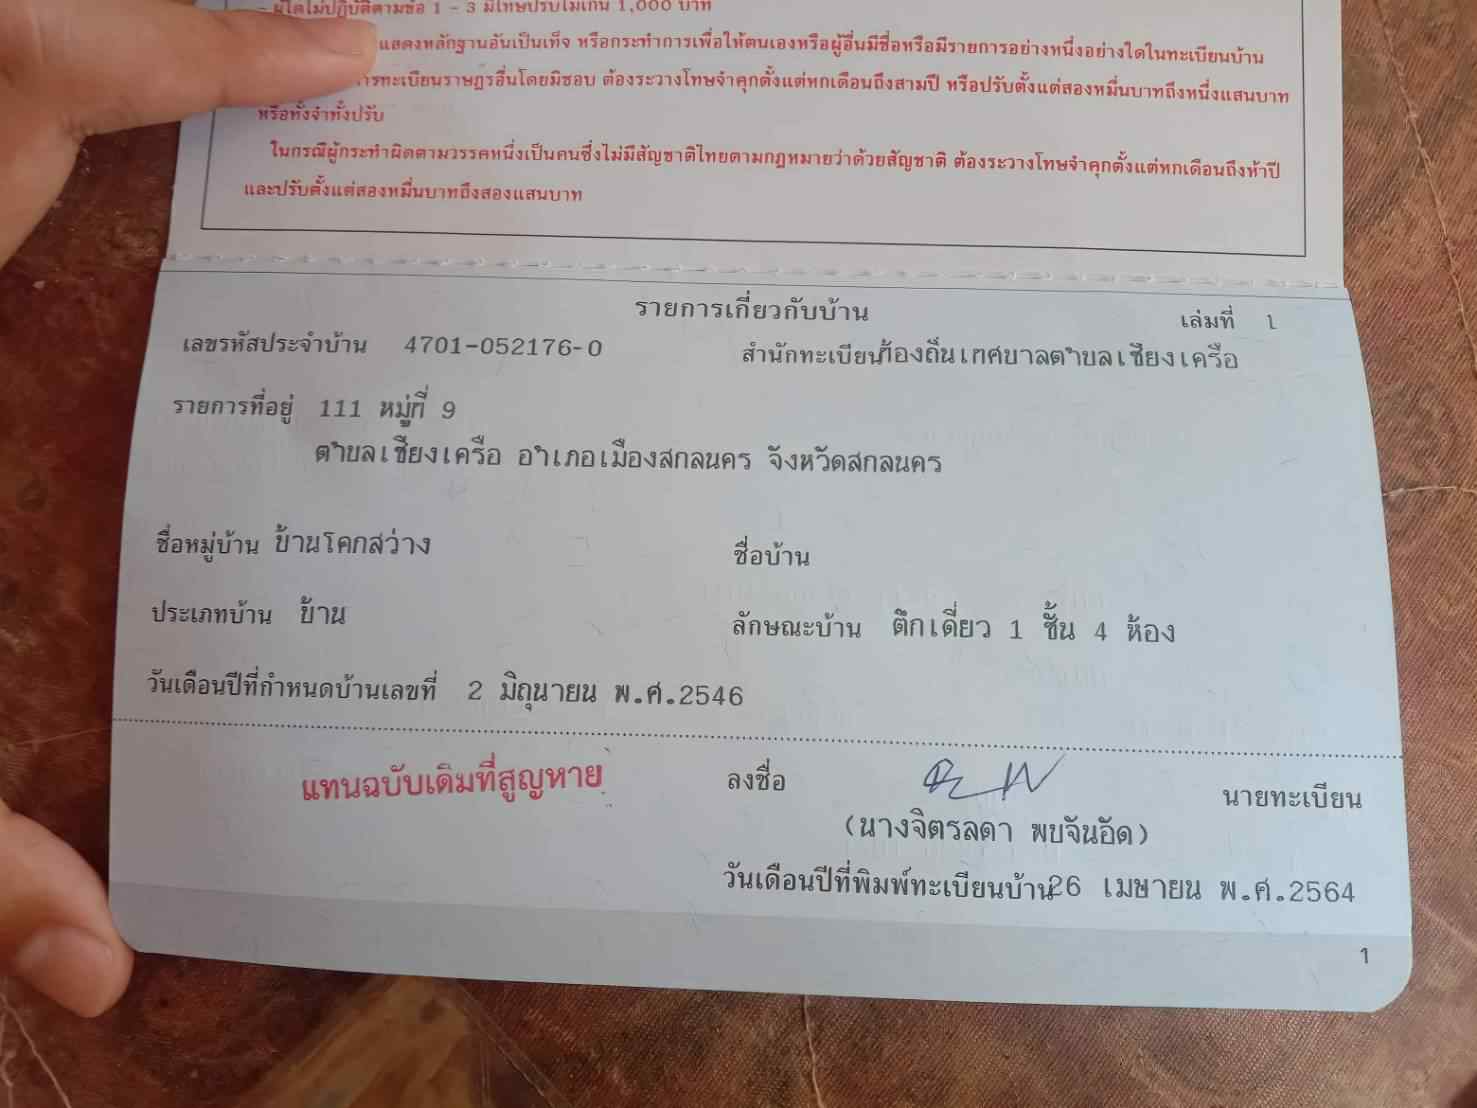 - ผู้ใดไม่ปฏิบัติตามข้อ 1 - 3 มีโทษปรับไม่เกิน 1,000 บาท
แสดงหลักฐานอันเป็นเท็จ หรือกระทำการเพื่อให้ตนเองหรือผู้อื่นมีชื่อหรือมีรายการอย่างหนึ่งอย่างใดในทะเบียนบ้าน
การทะเบียนราษฎรอื่นโดยมิชอบ ต้องระวางโทษจำคุกตั้งแต่หกเดือนถึงสามปี หรือปรับตั้งแต่สองหมื่นบาทถึงหนึ่งแสนบาท
หรือทั้งจำทั้งปรับ
ในกรณีผู้กระทำผิดตามวรรคหนึ่งเป็นคนซึ่งไม่มีสัญชาติไทยตามกฎหมายว่าด้วยสัญชาติ ต้องระวางโทษจำคุกตั้งแต่หกเดือนถึงห้าปี
และปรับตั้งแต่สองหมื่นบาทถึงสองแสนบาท
รายการเกี่ยวกับบ้าน เล่มที่ 1
เลขรหัสประจำบ้าน 4701-052176-0 สำนักทะเบียนท้องถิ่นเทศบาลตำบลเชียงเครือ
รายการที่อยู่ 111 หมู่ที่ 9
ตำบลเชียงเครือ อำเภอเมืองสกลนคร จังหวัดสกลนคร
ชื่อหมู่บ้าน บ้านโคกสว่าง ชื่อบ้าน
ประเภทบ้าน บ้าน ลักษณะบ้าน ตึกเดี่ยว 1 ชั้น 4 ห้อง
วันเดือนปีที่กำหนดบ้านเลขที่ 2 มิถุนายน พ.ศ.2546
แทนฉบับเดิมที่สูญหาย ลงชื่อ นายทะเบียน
(นางจิตรลดา พบจันอัด)
วันเดือนปีที่พิมพ์ทะเบียนบ้าน 26 เมษายน พ.ศ.2564
1